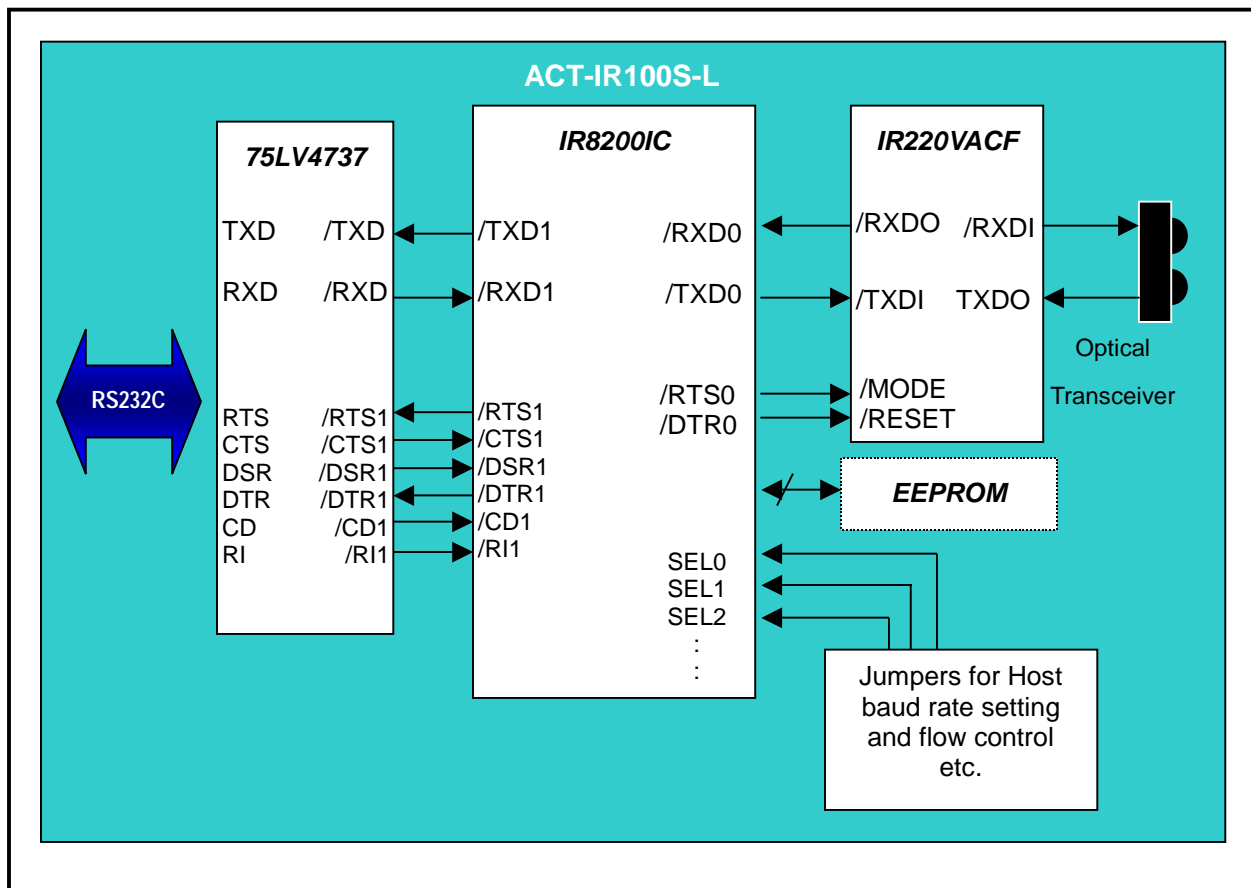 ACT-IR100S-L
75LV4737
IR8200IC
IR220VACF
TXD /TXD /TXD1 /RXD0 /RXDO /RXDI
RXD /RXD /RXD1 /TXD0 /TXDI TXDO
Optical
Transceiver
RS232C
/RTS0 /MODE
/DTR0 /RESET
RTS /RTS1 /RTS1
CTS /CTS1 /CTS1
DSR /DSR1 /DSR1
DTR /DTR1 /DTR1
CD /CD1 /CD1
RI /RI1 /RI1
EEPROM
SEL0
SEL1
SEL2
:
:
Jumpers for Host
baud rate setting
and flow control
etc.